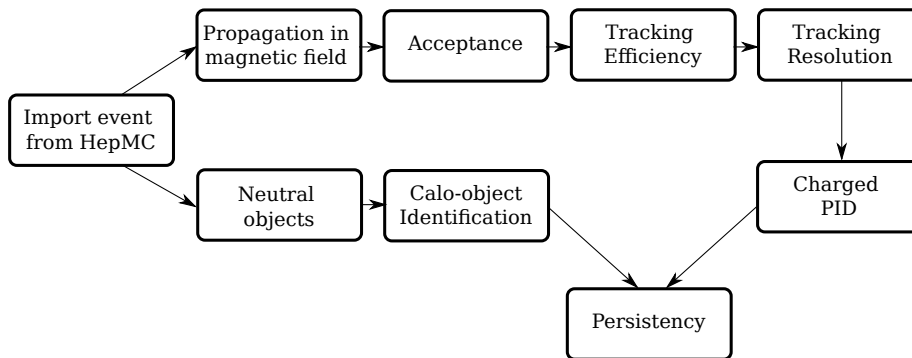 Propagation in
magnetic field
Acceptance
Tracking
Efficiency
Tracking
Resolution
Import event
from HepMC
Neutral
objects
Calo-object
Identification
Charged
PID
Persistency